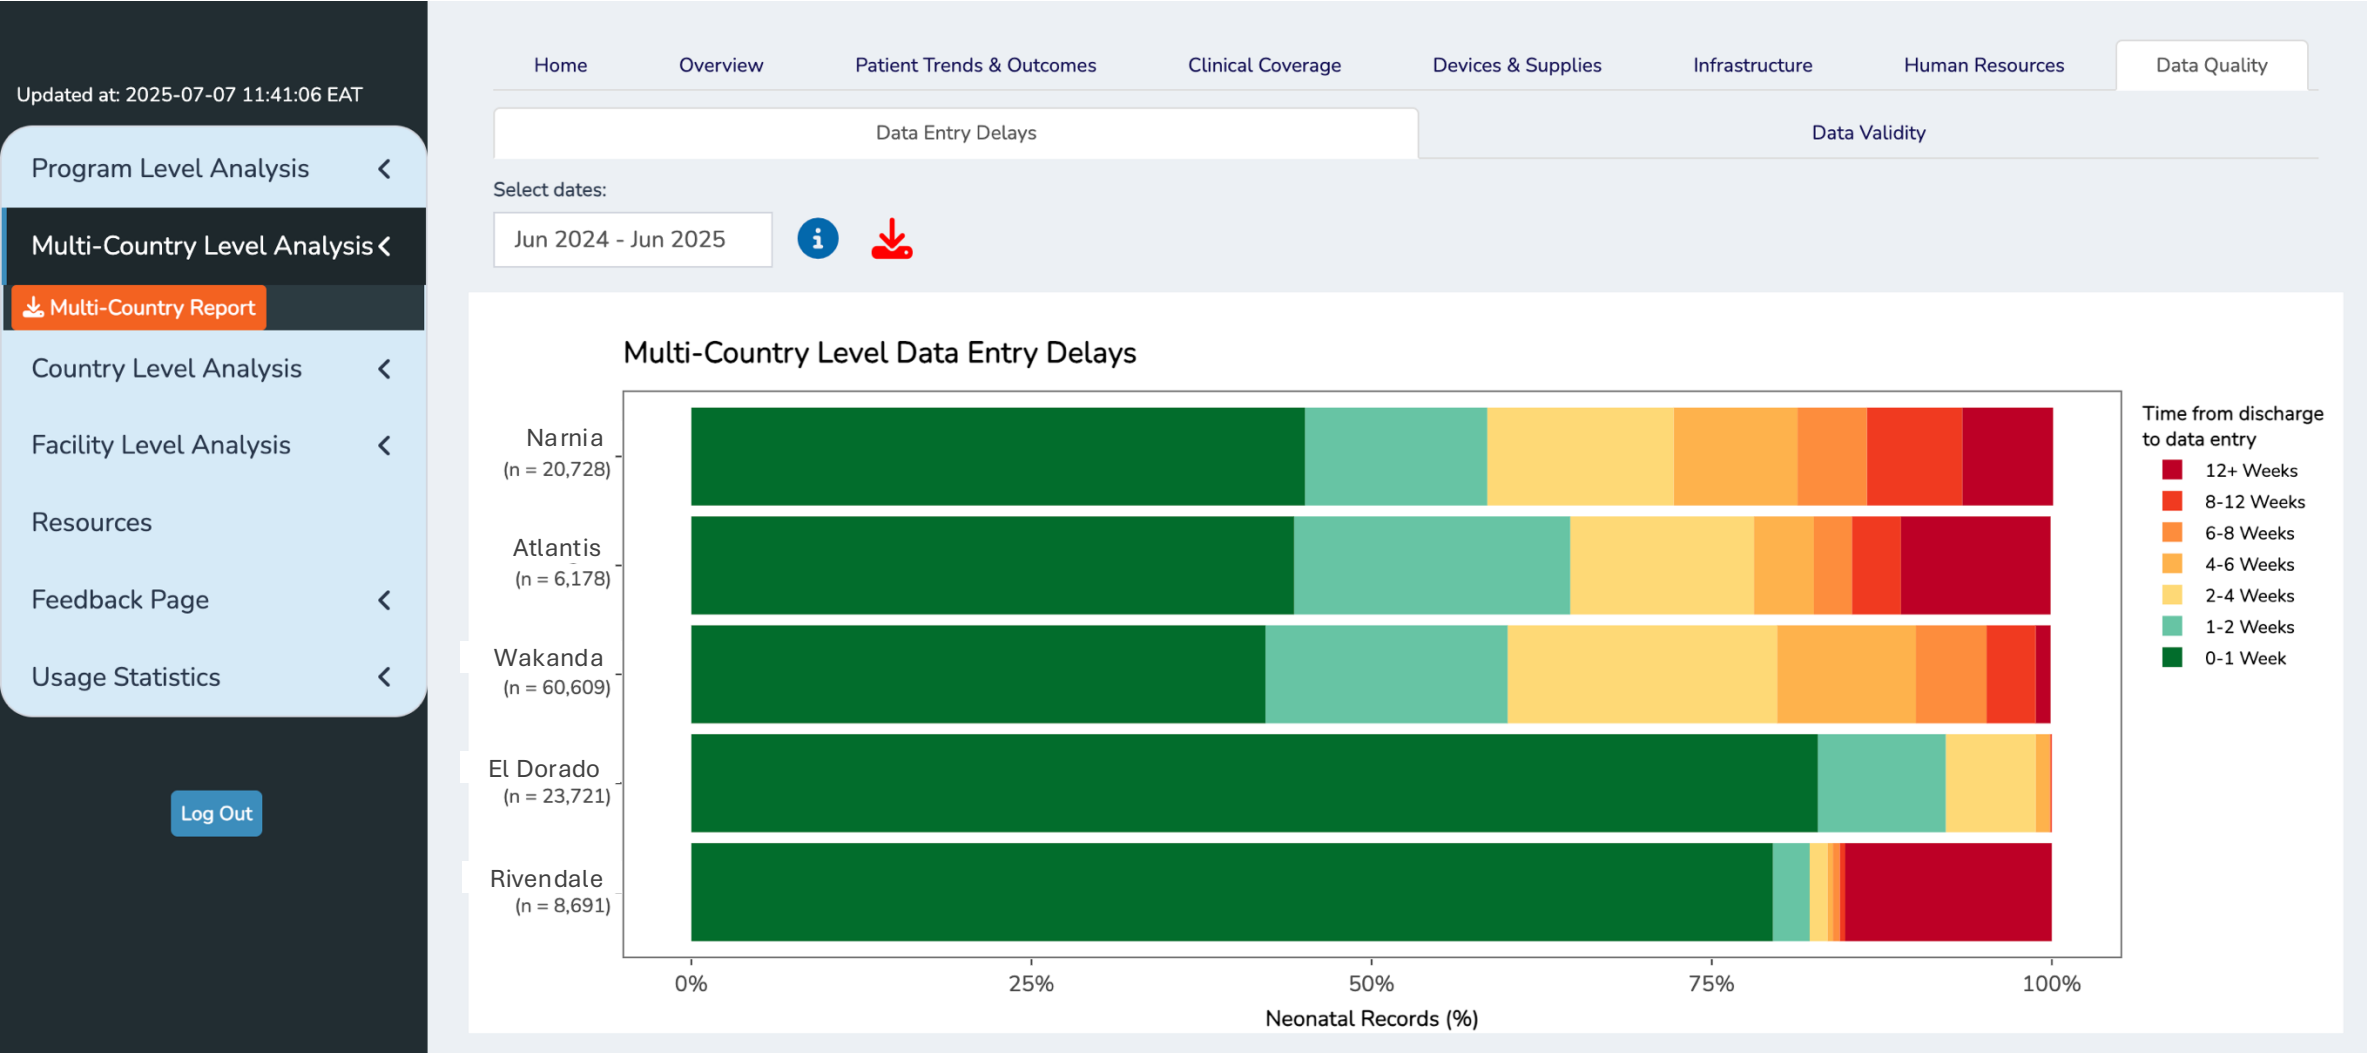 Updated at: 2025-07-07 11:41:06 EAT
Program Level Analysis
Multi-Country Level Analysis
Multi-Country Report
Country Level Analysis
Facility Level Analysis
Resources
Feedback Page
Usage Statistics
Log Out
Home Overview Patient Trends & Outcomes Clinical Coverage Devices & Supplies Infrastructure Human Resources Data Quality
Data Entry Delays Data Validity
Select dates:
Jun 2024 - Jun 2025
Multi-Country Level Data Entry Delays
Narnia
(n = 20,728)
Atlantis
(n = 6,178)
Wakanda
(n = 60,609)
El Dorado
(n = 23,721)
Rivendale
(n = 8,691)
0% 25% 50% 75% 100%
Neonatal Records (%)
Time from discharge
to data entry
12+ Weeks
8-12 Weeks
6-8 Weeks
4-6 Weeks
2-4 Weeks
1-2 Weeks
0-1 Week